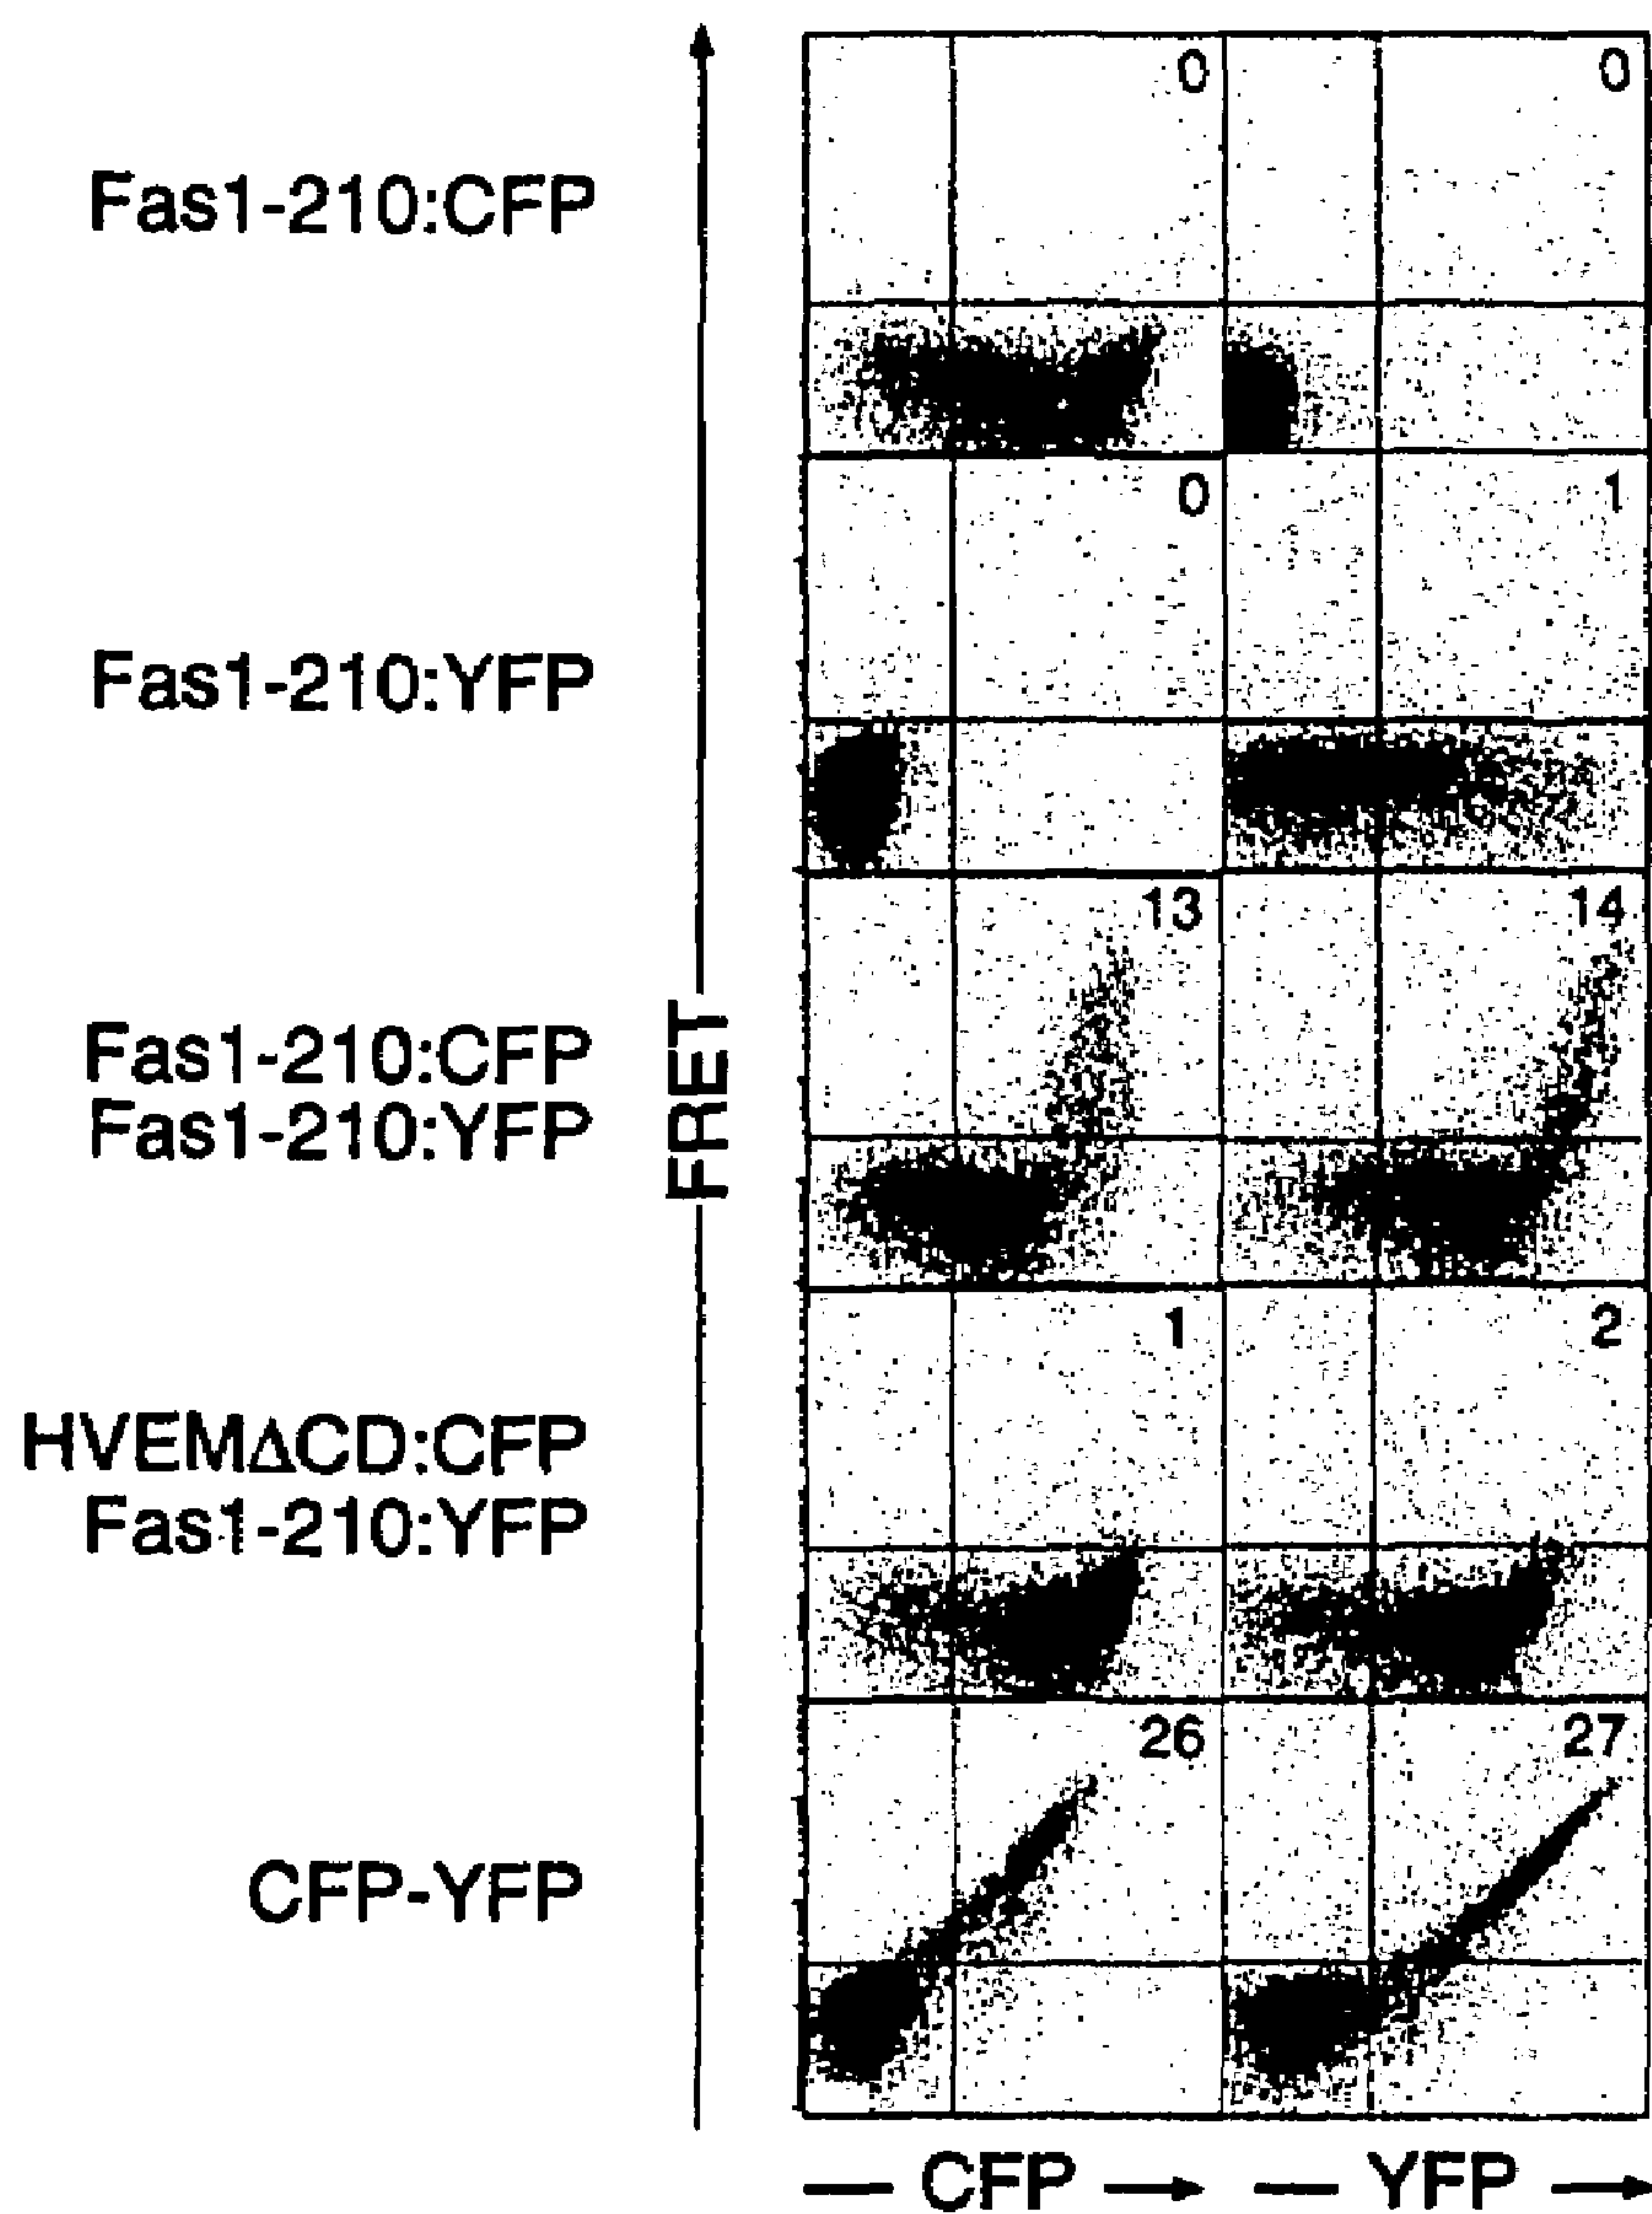 0 0
Fas1-210:CFP
0 1
Fas1-210:YFP
13 14
Fas1-210:CFP
Fas1-210:YFP
FRET
1 2
HVEMΔCD:CFP
Fas1-210:YFP
26 27
CFP-YFP
CFP YFP